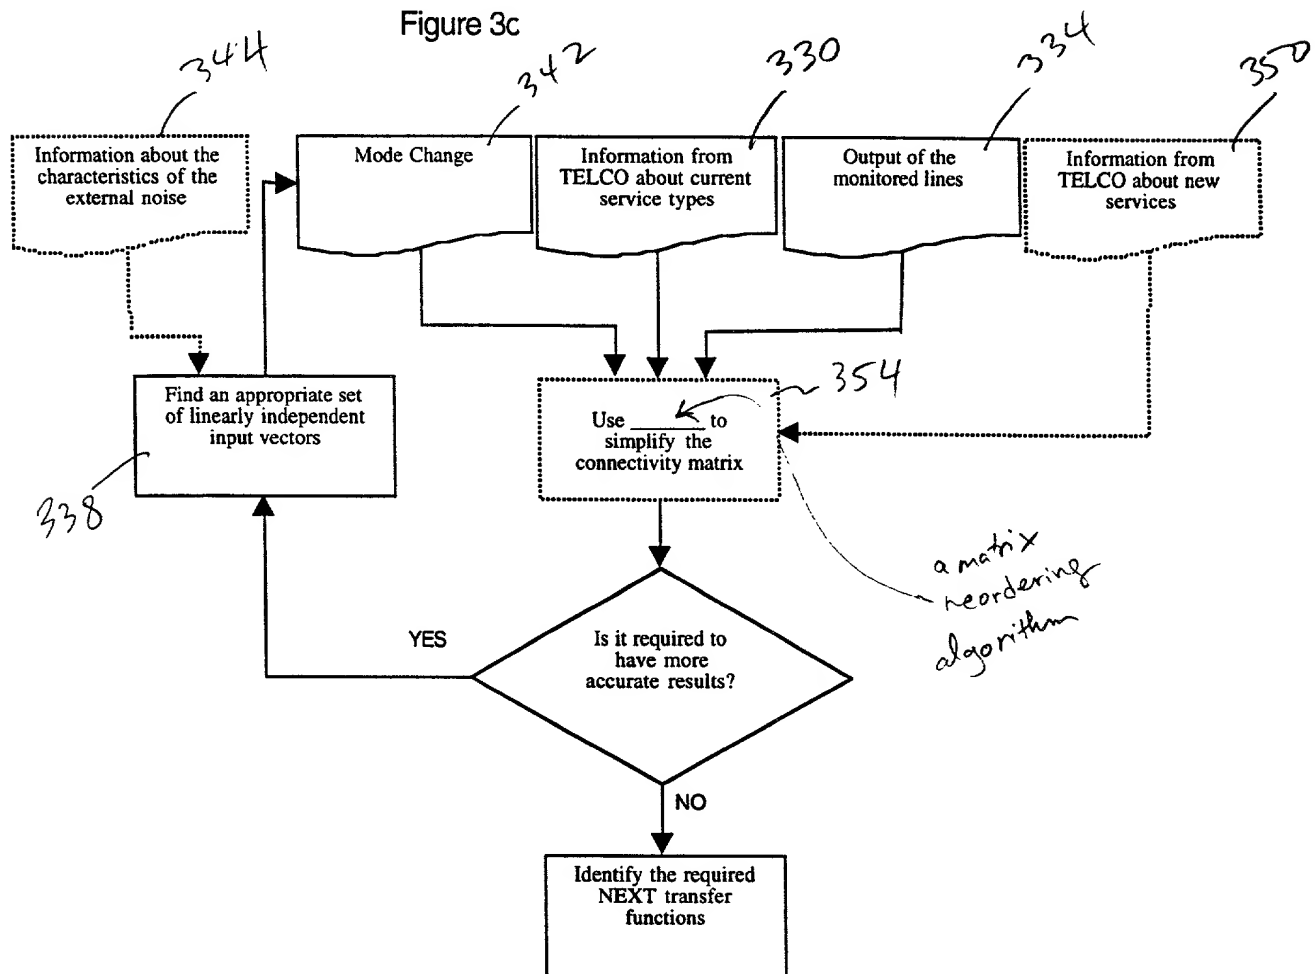 Figure 3c
344
342
330
334
350
Information about the
characteristics of the
external noise
Mode Change
Information from
TELCO about current
service types
Output of the
monitored lines
Information from
TELCO about new
services
Find an appropriate set
of linearly independent
input vectors
338
Use ______ to
simplify the
connectivity matrix
354
a matrix
reordering
algorithm
YES
Is it required to
have more
accurate results?
NO
Identify the required
NEXT transfer
functions